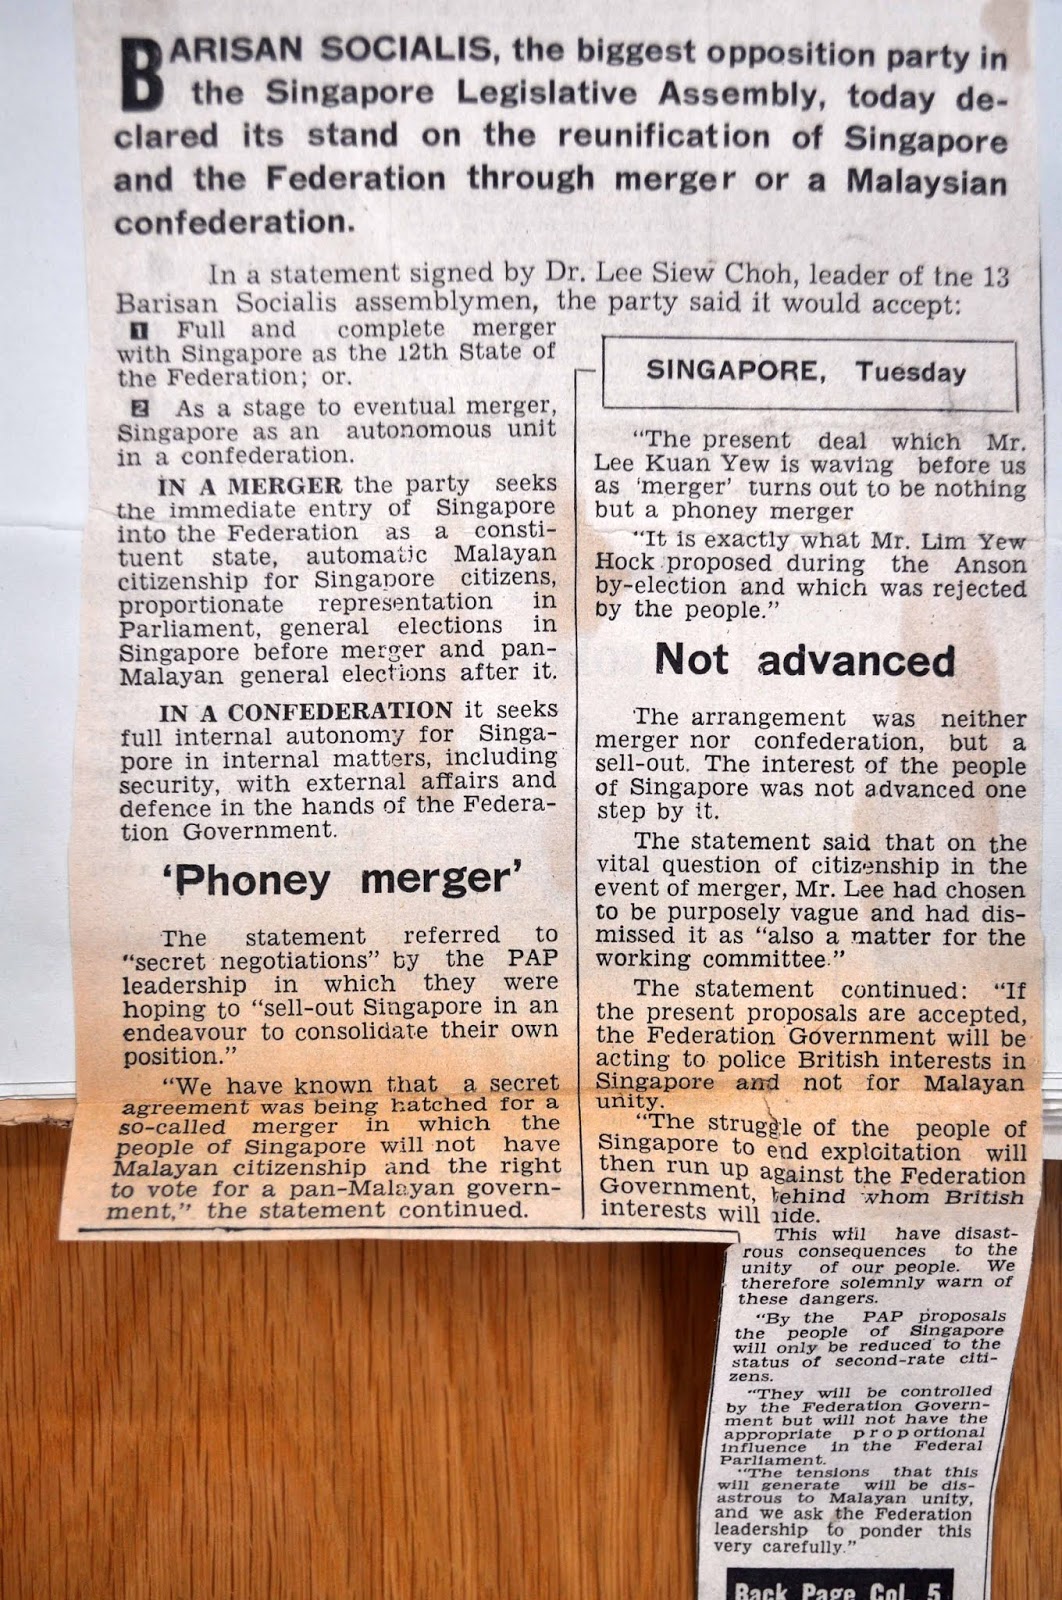 BARISAN SOCIALIS, the biggest opposition party in
the Singapore Legislative Assembly, today de-
clared its stand on the reunification of Singapore
and the Federation through merger or a Malaysian
confederation.
In a statement signed by Dr. Lee Siew Choh, leader of tne 13
Barisan Socialis assemblymen, the party said it would accept:
1 Full and complete merger
with Singapore as the 12th State of
the Federation; or.
2 As a stage to eventual merger,
Singapore as an autonomous unit
in a confederation.
IN A MERGER the party seeks
the immediate entry of Singapore
into the Federation as a consti-
tuent state, automatic Malayan
citizenship for Singapore citizens,
proportionate representation in
Parliament, general elections in
Singapore before merger and pan-
Malayan general elections after it.
IN A CONFEDERATION it seeks
full internal autonomy for Singa-
pore in internal matters, including
security, with external affairs and
defence in the hands of the Federa-
tion Government.
‘Phoney merger’
The statement referred to
“secret negotiations” by the PAP
leadership in which they were
hoping to “sell-out Singapore in an
endeavour to consolidate their own
position.”
“We have known that a secret
agreement was being hatched for a
so-called merger in which the
people of Singapore will not have
Malayan citizenship and the right
to vote for a pan-Malayan govern-
ment,” the statement continued.
SINGAPORE, Tuesday
“The present deal which Mr.
Lee Kuan Yew is waving before us
as ‘merger’ turns out to be nothing
but a phoney merger
“It is exactly what Mr. Lim Yew
Hock proposed during the Anson
by-election and which was rejected
by the people.”
Not advanced
The arrangement was neither
merger nor confederation, but a
sell-out. The interest of the people
of Singapore was not advanced one
step by it.
The statement said that on the
vital question of citizenship in the
event of merger, Mr. Lee had chosen
to be purposely vague and had dis-
missed it as “also a matter for the
working committee.”
The statement continued: “If
the present proposals are accepted,
the Federation Government will be
acting to police British interests in
Singapore and not for Malayan
unity.
“The struggle of the people of
Singapore to end exploitation will
then run up against the Federation
Government, behind whom British
interests will hide.
This will have disast-
rous consequences to the
unity of our people. We
therefore solemnly warn of
these dangers.
“By the PAP proposals
the people of Singapore
will only be reduced to the
status of second-rate citi-
zens.
“They will be controlled
by the Federation Govern-
ment but will not have the
appropriate proportional
influence in the Federal
Parliament.
“The tensions that this
will generate will be dis-
astrous to Malayan unity,
and we ask the Federation
leadership to ponder this
very carefully.”
Back Page Col. 5